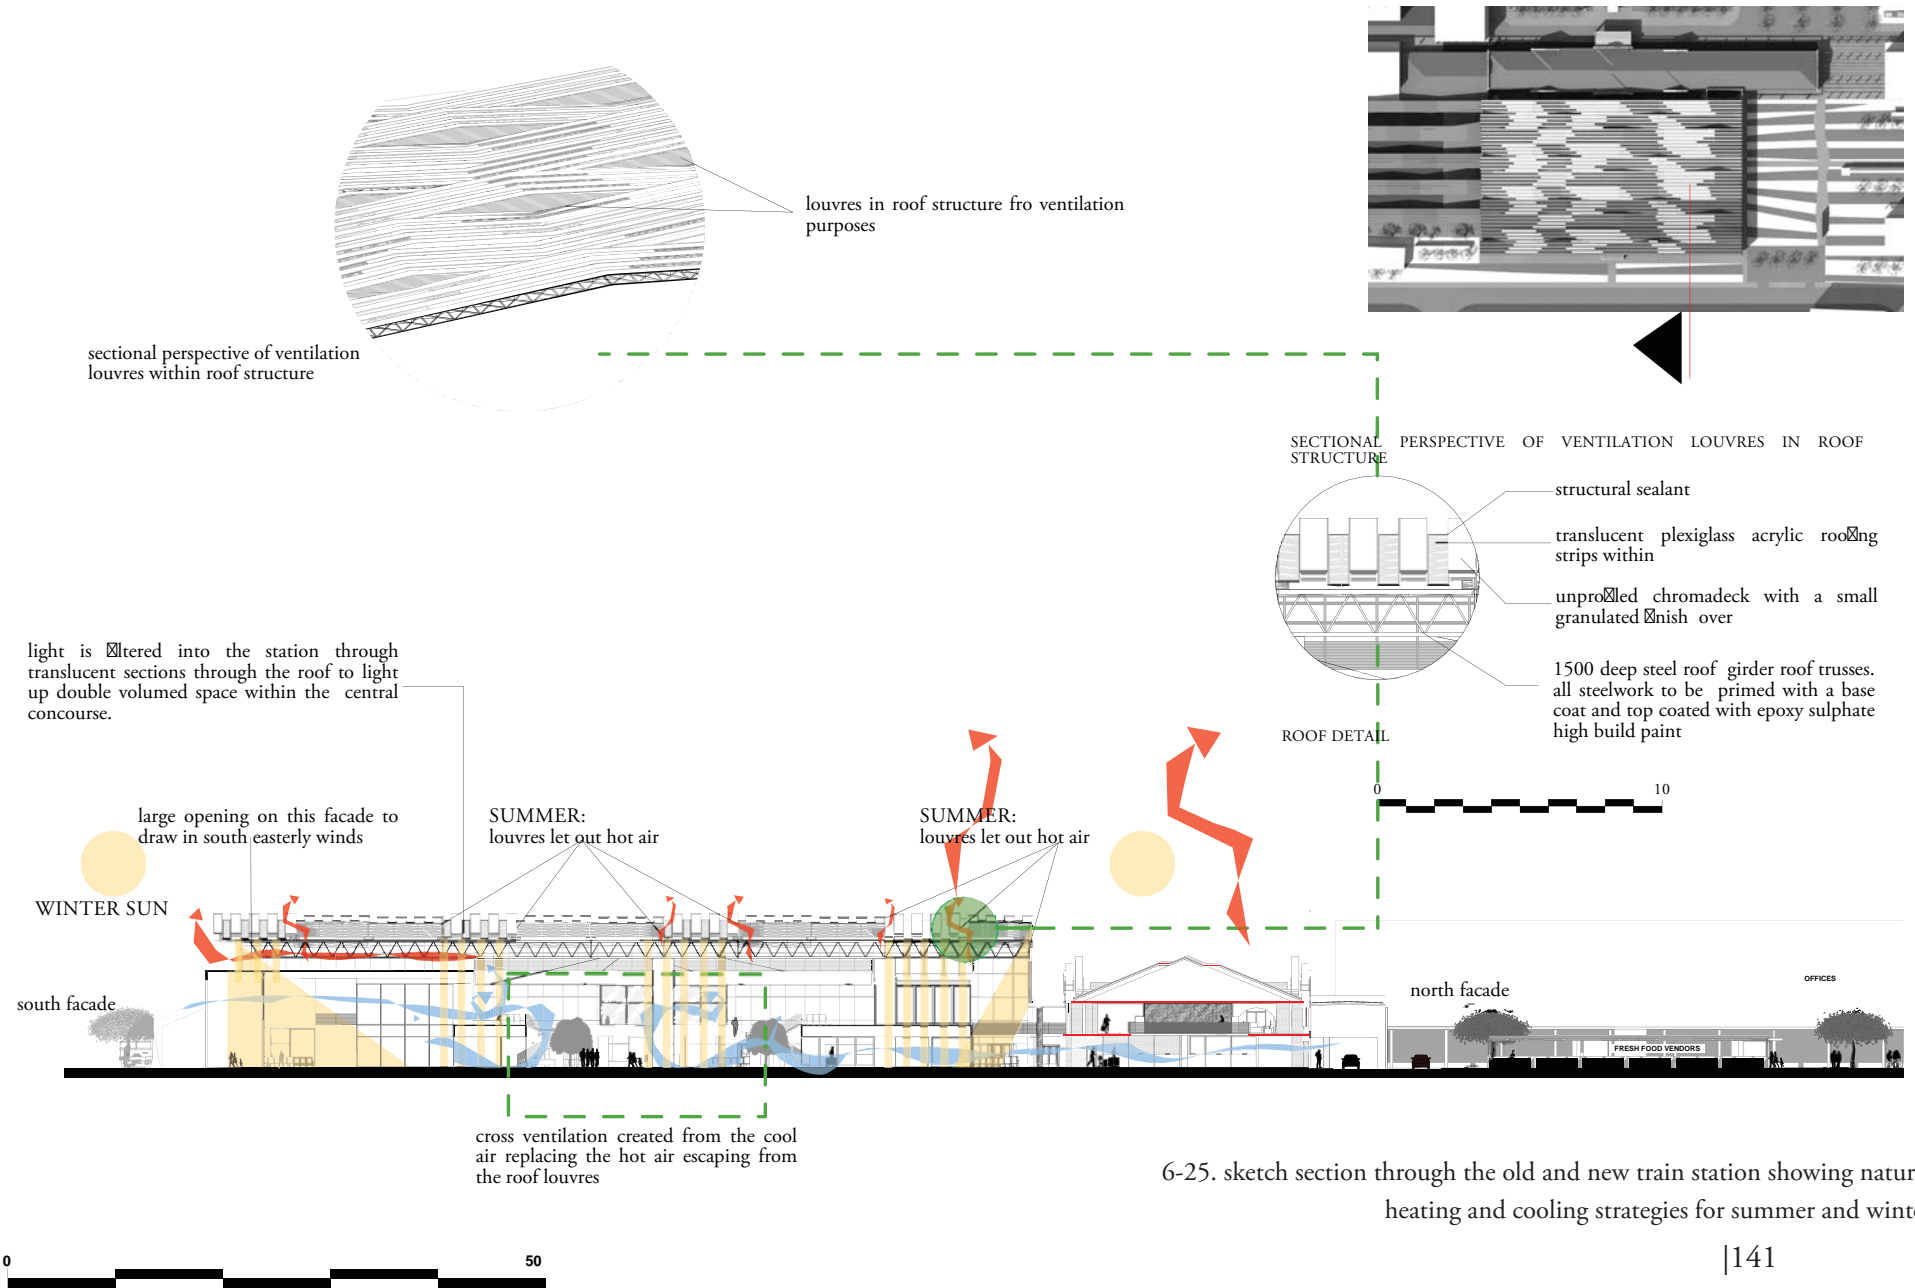 louvres in roof structure fro ventilation
purposes
sectional perspective of ventilation
louvres within roof structure
SECTIONAL PERSPECTIVE OF VENTILATION LOUVRES IN ROOF
STRUCTURE
structural sealant
translucent plexiglass acrylic roo☒ng
strips within
unpro☒led chromadeck with a small
granulated ☒nish over
1500 deep steel roof girder roof trusses.
all steelwork to be primed with a base
coat and top coated with epoxy sulphate
high build paint
ROOF DETAIL
0 10
light is ☒ltered into the station through
translucent sections through the roof to light
up double volumed space within the central
concourse.
large opening on this facade to
draw in south easterly winds
SUMMER:
louvres let out hot air
SUMMER:
louvres let out hot air
WINTER SUN
south facade
north facade
OFFICES
FRESH FOOD VENDORS
cross ventilation created from the cool
air replacing the hot air escaping from
the roof louvres
6-25. sketch section through the old and new train station showing natur
heating and cooling strategies for summer and wint
|141
0 50